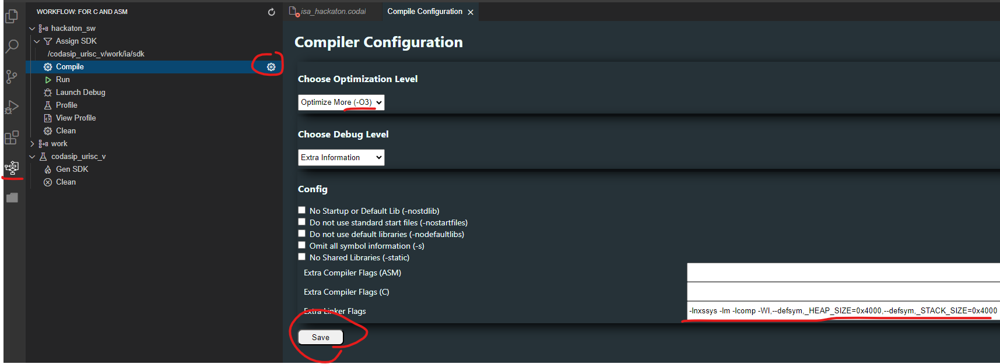 WORKFLOW: FOR C AND ASM
hackaton_sw
Assign SDK
/codasip_urisc_v/work/ia/sdk
Compile
Run
Launch Debug
Profile
View Profile
Clean
work
codasip_urisc_v
Gen SDK
Clean
isa_hackaton.codal
Compile Configuration
Compiler Configuration
Choose Optimization Level
Optimize More (-O3)
Choose Debug Level
Extra Information
Config
No Startup or Default Lib (-nostdlib)
Do not use standard start files (-nostartfiles)
Do not use default libraries (-nodefaultlibs)
Omit all symbol information (-s)
No Shared Libraries (-static)
Extra Compiler Flags (ASM)
Extra Compiler Flags (C)
Extra Linker Flags
-lnxssys -lm -lcomp -Wl,--defsym,_HEAP_SIZE=0x4000,--defsym,_STACK_SIZE=0x4000
Save